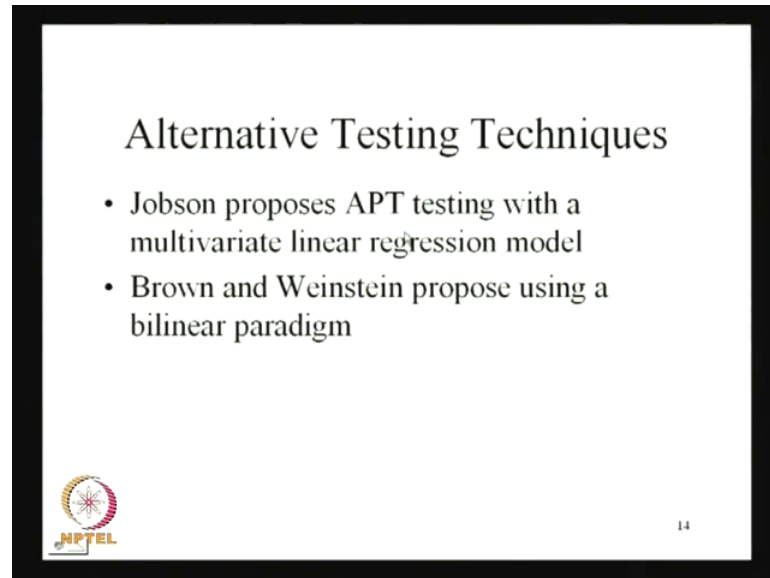 Alternative Testing Techniques
• Jobson proposes APT testing with a
multivariate linear regression model
• Brown and Weinstein propose using a
bilinear paradigm
NPTEL
14